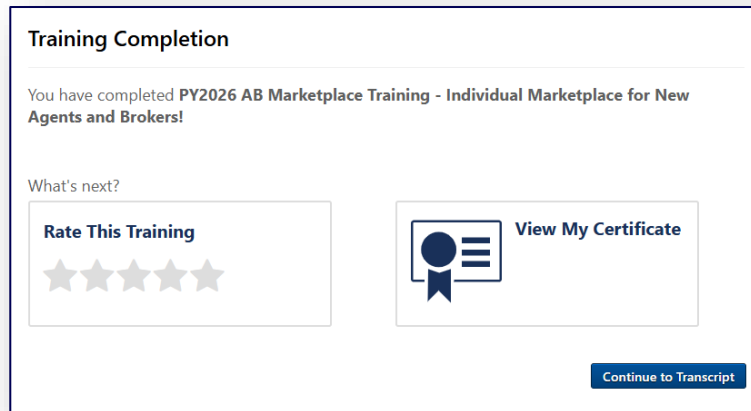 Training Completion
You have completed PY2026 AB Marketplace Training - Individual Marketplace for New
Agents and Brokers!
What's next?
Rate This Training
View My Certificate
Continue to Transcript